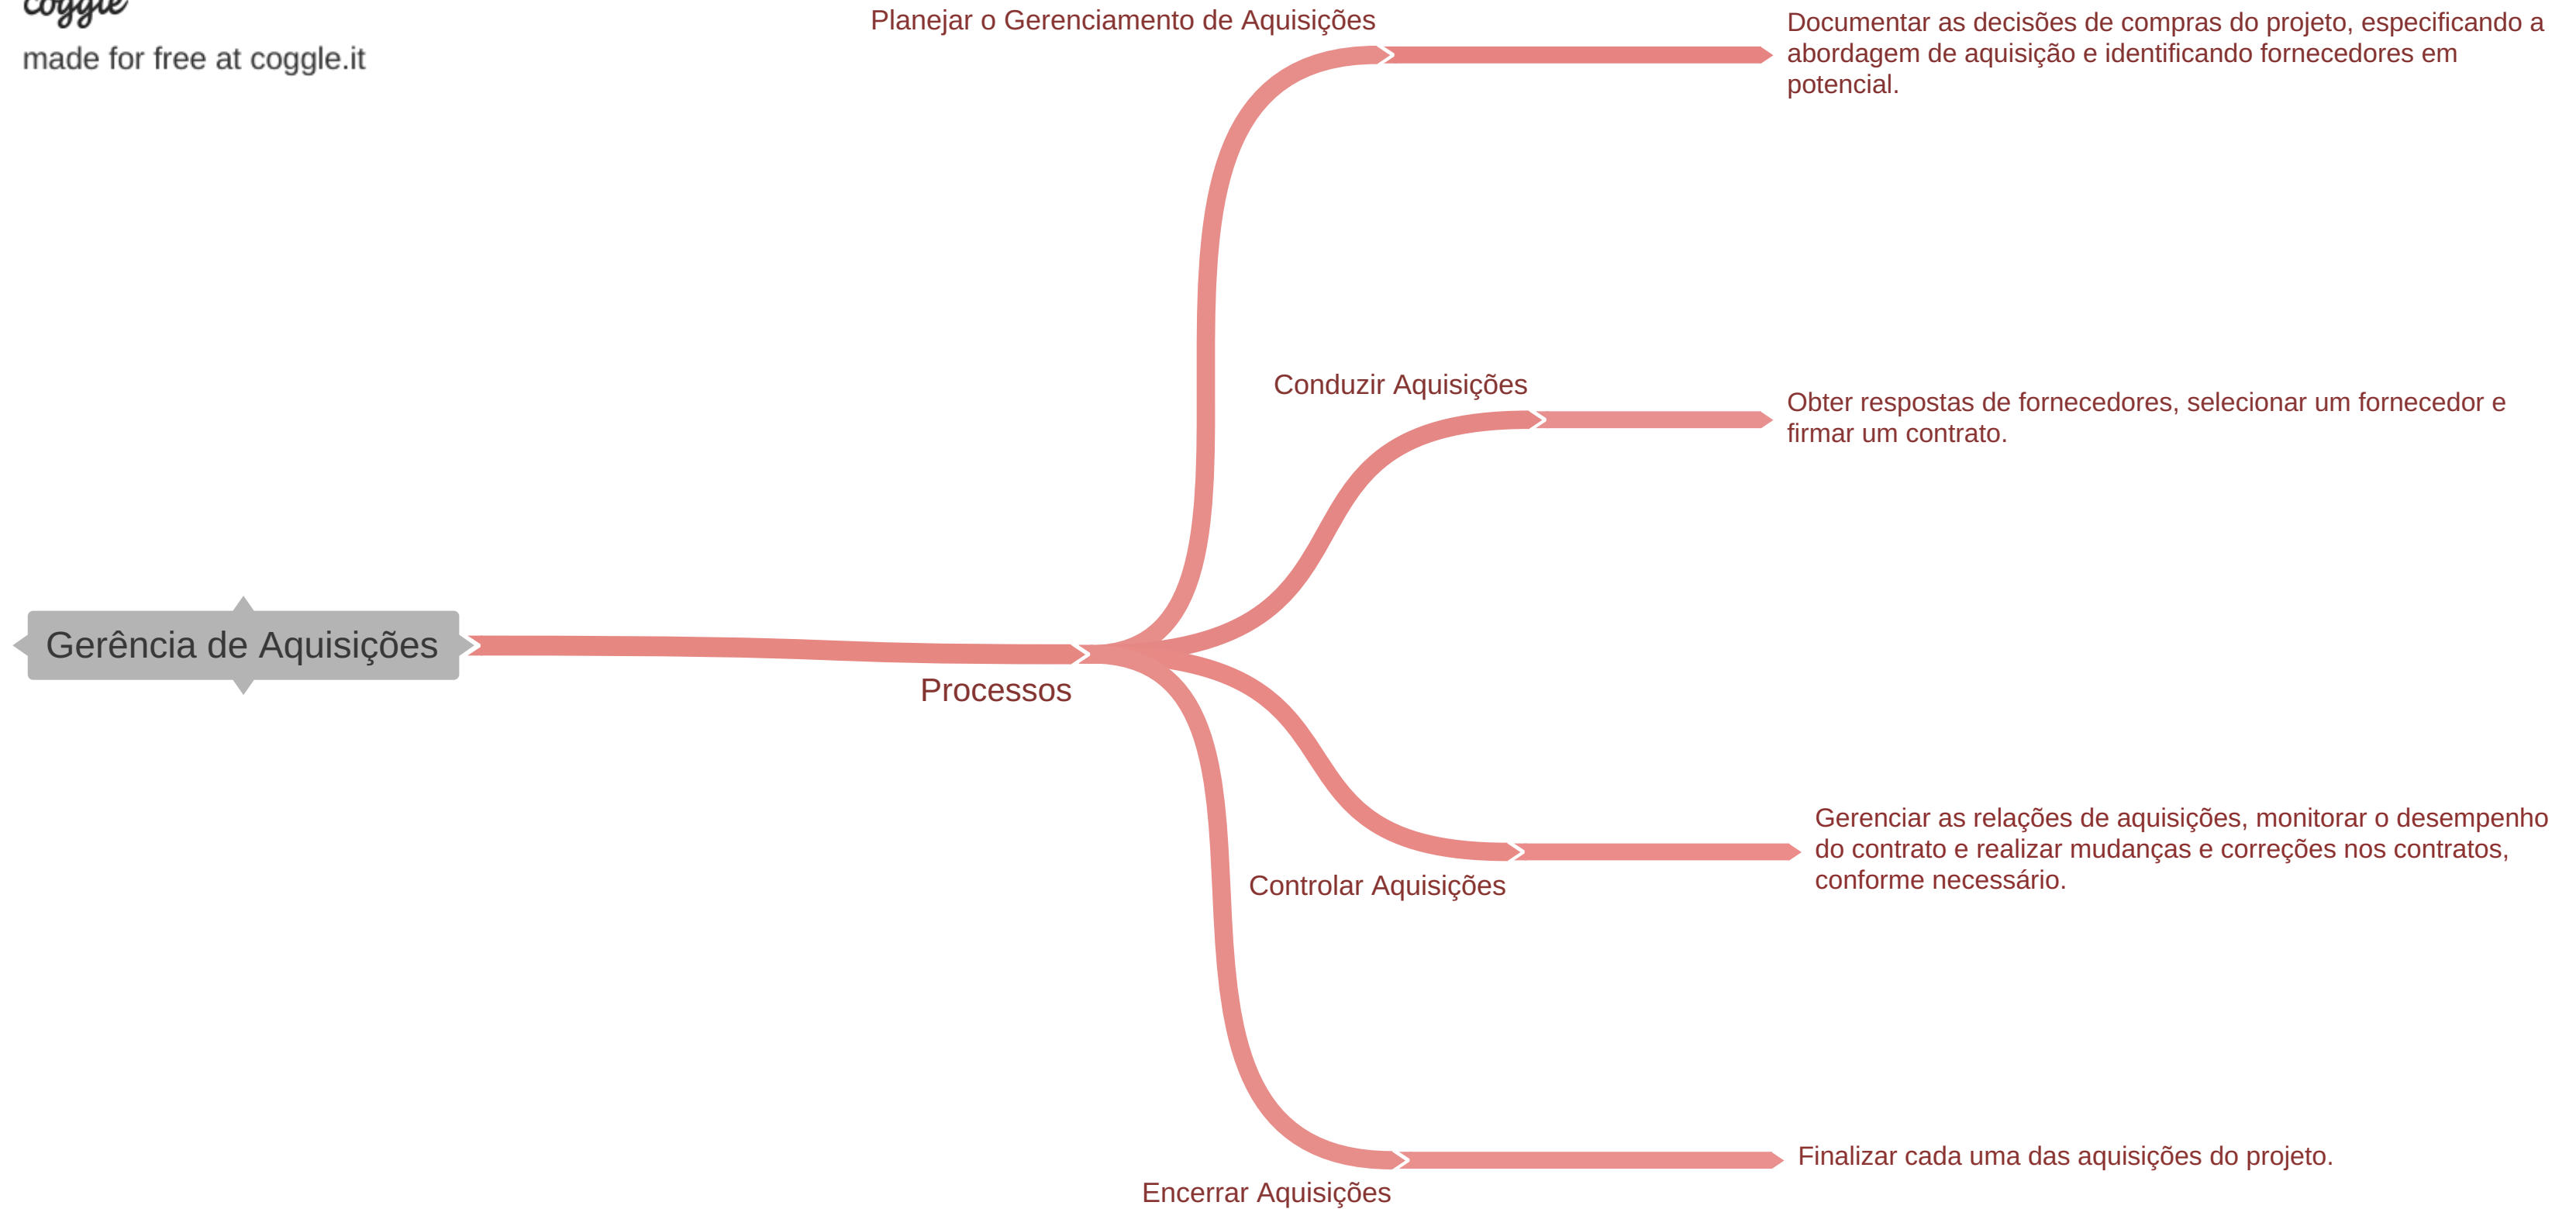 coggle
made for free at coggle.it
Planejar o Gerenciamento de Aquisições
Documentar as decisões de compras do projeto, especificando a
abordagem de aquisição e identificando fornecedores em
potencial.
Conduzir Aquisições
Obter respostas de fornecedores, selecionar um fornecedor e
firmar um contrato.
Gerência de Aquisições
Processos
Gerenciar as relações de aquisições, monitorar o desempenho
do contrato e realizar mudanças e correções nos contratos,
conforme necessário.
Controlar Aquisições
Finalizar cada uma das aquisições do projeto.
Encerrar Aquisições